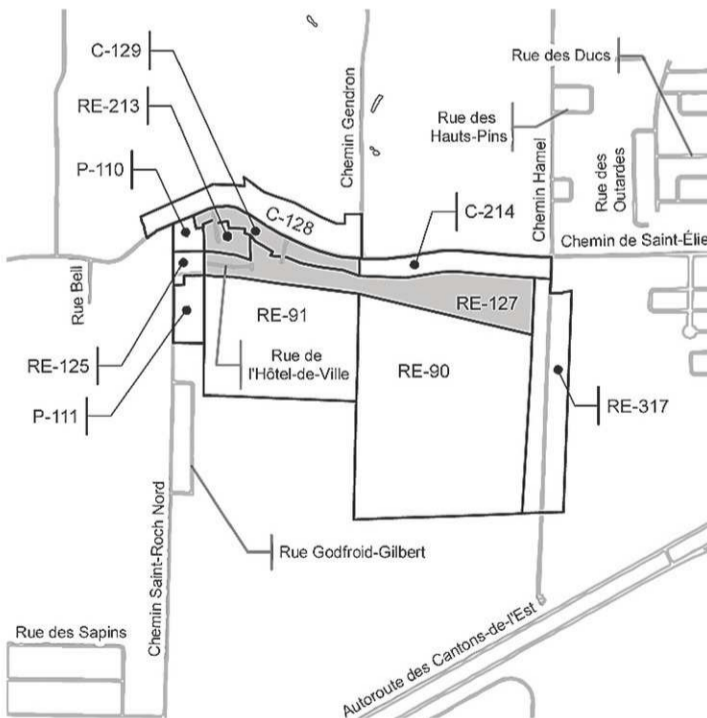 C-129
Rue des Ducs
RE-213
Chemin Gendron
Rue des
Hauts-Pins
P-110
Chemin Hamel
Rue des
Outardes
C-128
C-214
Chemin de Saint-Élie
Rue Bell
RE-127
RE-91
RE-125
Rue de
l'Hôtel-de-Ville
RE-90
P-111
RE-317
Chemin Saint-Roch Nord
Rue Godfroid-Gilbert
Rue des Sapins
Autoroute des Cantons-de-l'Est